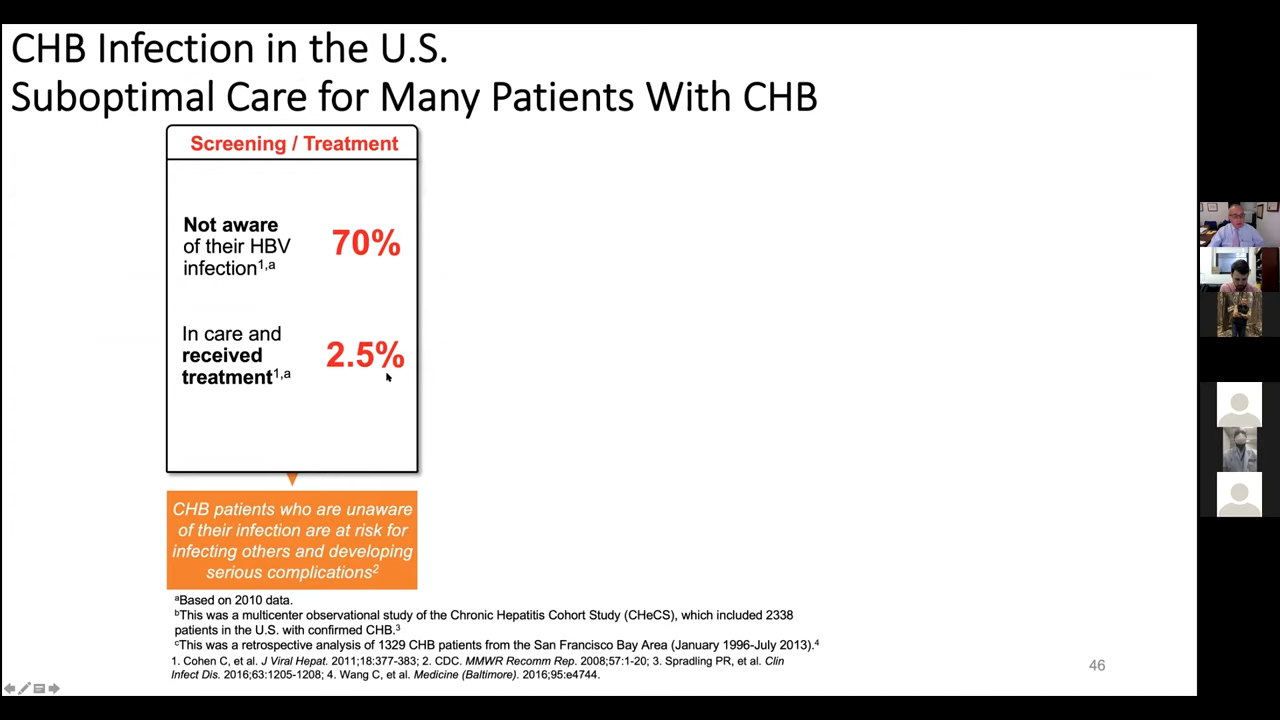 CHB Infection in the U.S.
Suboptimal Care for Many Patients With CHB
Screening / Treatment
Not aware
of their HBV
infection1,a
70%
In care and
received
treatment1,a
2.5%
CHB patients who are unaware
of their infection are at risk for
infecting others and developing
serious complications2
aBased on 2010 data.
bThis was a multicenter observational study of the Chronic Hepatitis Cohort Study (CHeCS), which included 2338
patients in the U.S. with confirmed CHB.3
cThis was a retrospective analysis of 1329 CHB patients from the San Francisco Bay Area (January 1996-July 2013).4
1. Cohen C, et al. J Viral Hepat. 2011;18:377-383; 2. CDC. MMWR Recomm Rep. 2008;57:1-20; 3. Spradling PR, et al. Clin
Infect Dis. 2016;63:1205-1208; 4. Wang C, et al. Medicine (Baltimore). 2016;95:e4744.
46